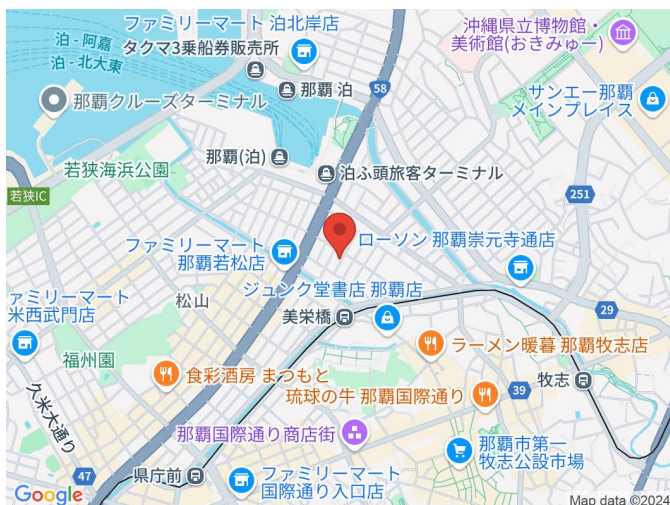 ファミリーマート 泊北岸店
沖縄県立博物館・
美術館(おきみゅー)
泊 - 阿嘉
タクマ3乗船券販売所
泊 - 北大東
那覇 泊
58
サンエー那覇
メインプレイス
那覇クルーズターミナル
那覇(泊)
若狭海浜公園
泊ふ頭旅客ターミナル
若狭IC
251
ファミリーマート
那覇若松店
ローソン 那覇崇元寺通店
ジュンク堂書店 那覇店
ァミリーマート
米西武門店
松山
美栄橋
29
福州園
ラーメン暖暮 那覇牧志店
食彩酒房 まつもと
牧志
琉球の牛 那覇国際通り
39
久米大通り
那覇国際通り商店街
那覇市第一
牧志公設市場
47
県庁前
ファミリーマート
国際通り入口店
Google
Map data ©2024